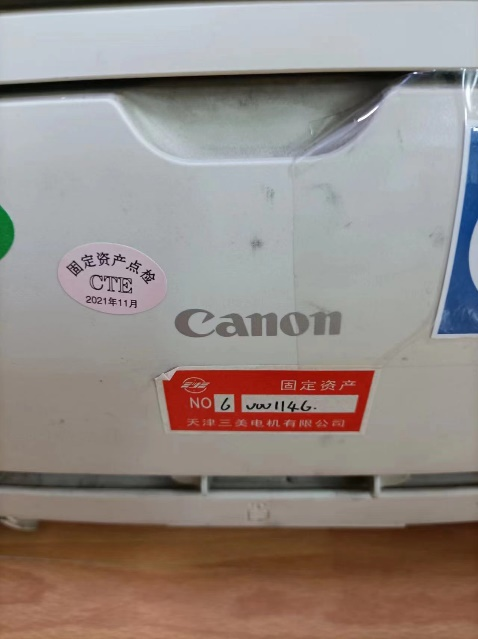 固定资产点检
CTE
2021年11月
Canon
固定资产
NO 6 0001146.
天津三美电机有限公司